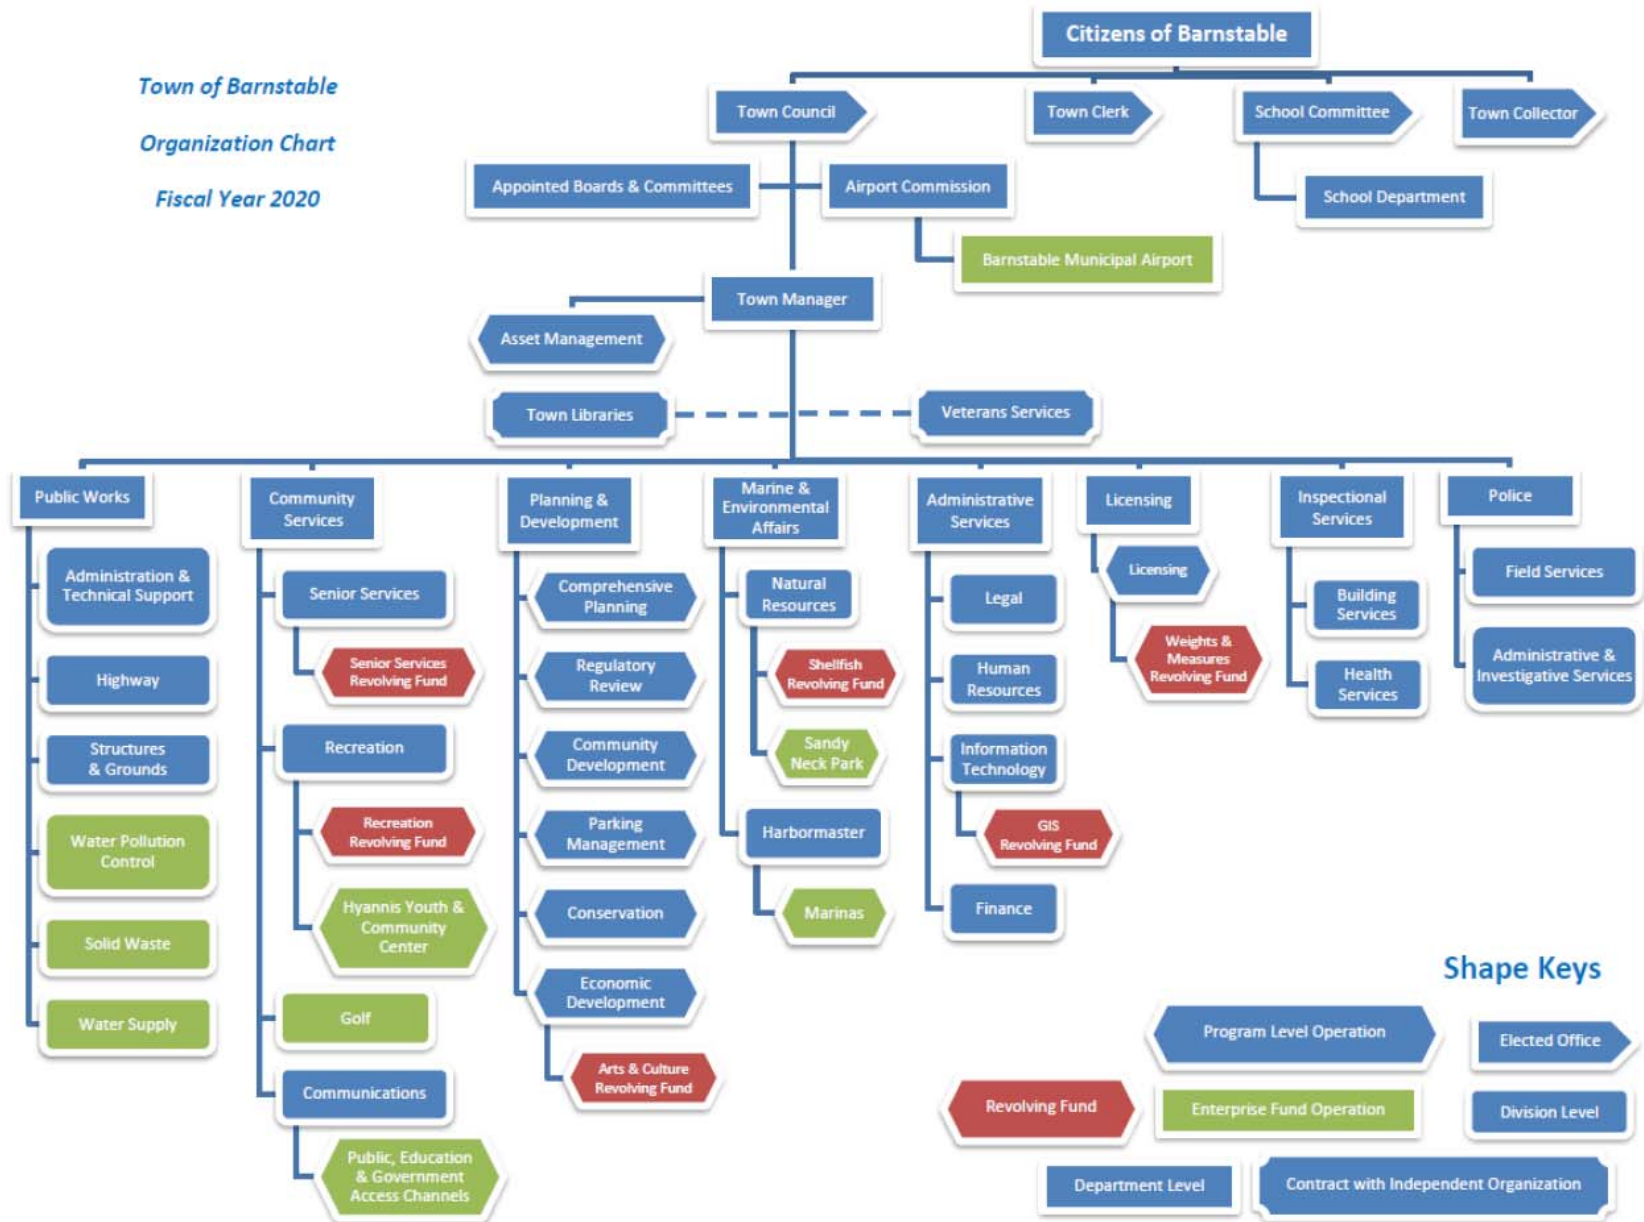 Citizens of Barnstable
Town of Barnstable
Organization Chart
Fiscal Year 2020
Town Council
Town Clerk
School Committee
Town Collector
Appointed Boards & Committees
Airport Commission
School Department
Barnstable Municipal Airport
Town Manager
Asset Management
Town Libraries
Veterans Services
Public Works
Administration &
Technical Support
Highway
Structures
& Grounds
Water Pollution
Control
Solid Waste
Water Supply
Community
Services
Senior Services
Senior Services
Revolving Fund
Recreation
Recreation
Revolving Fund
Hyannis Youth &
Community
Center
Golf
Communications
Public, Education
& Government
Access Channels
Planning &
Development
Comprehensive
Planning
Regulatory
Review
Community
Development
Parking
Management
Conservation
Economic
Development
Arts & Culture
Revolving Fund
Marine &
Environmental
Affairs
Natural
Resources
Shellfish
Revolving Fund
Sandy
Neck Park
Harbormaster
Marinas
Administrative
Services
Legal
Human
Resources
Information
Technology
GIS
Revolving Fund
Finance
Licensing
Licensing
Weights &
Measures
Revolving Fund
Inspectional
Services
Building
Services
Health
Services
Police
Field Services
Administrative &
Investigative Services
Shape Keys
Program Level Operation
Elected Office
Revolving Fund
Enterprise Fund Operation
Division Level
Department Level
Contract with Independent Organization